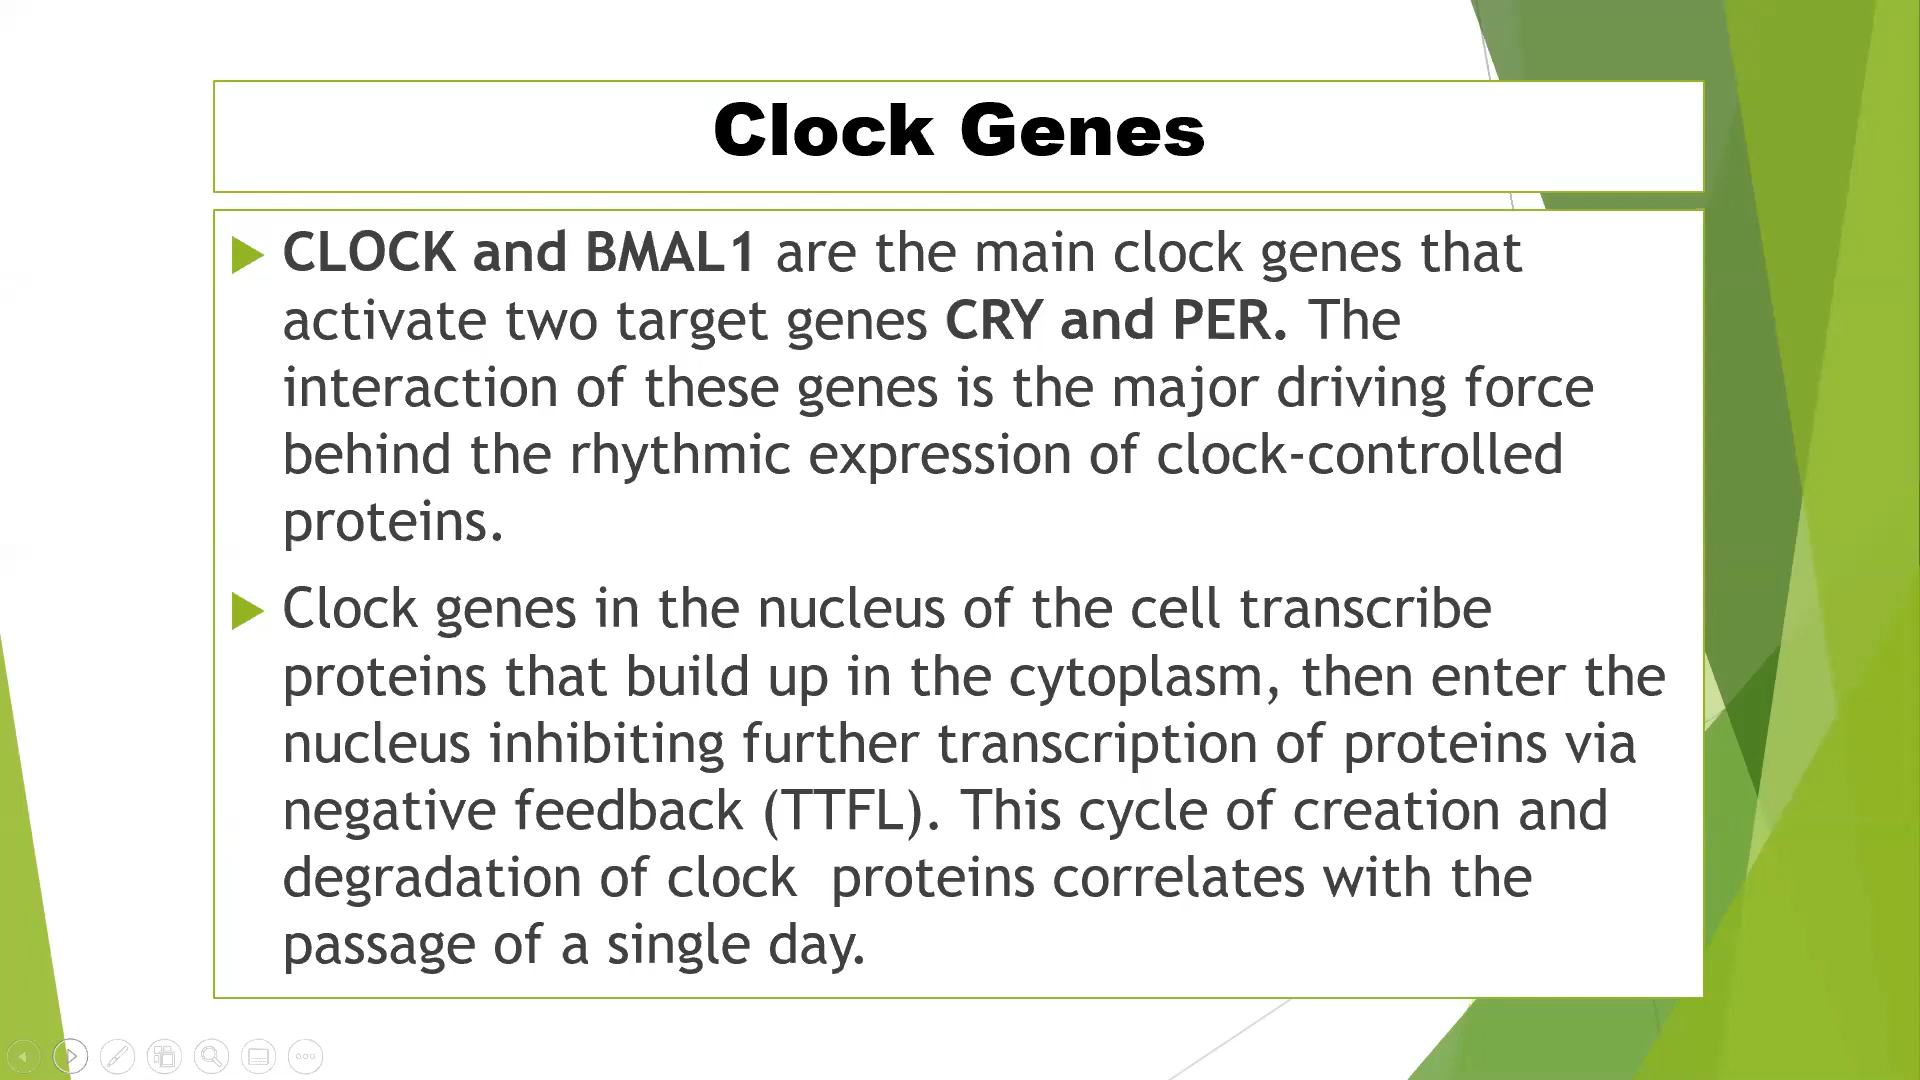 Clock Genes
CLOCK and BMAL1 are the main clock genes that
activate two target genes CRY and PER. The
interaction of these genes is the major driving force
behind the rhythmic expression of clock-controlled
proteins.
Clock genes in the nucleus of the cell transcribe
proteins that build up in the cytoplasm, then enter the
nucleus inhibiting further transcription of proteins via
negative feedback (TTFL). This cycle of creation and
degradation of clock  proteins correlates with the
passage of a single day.